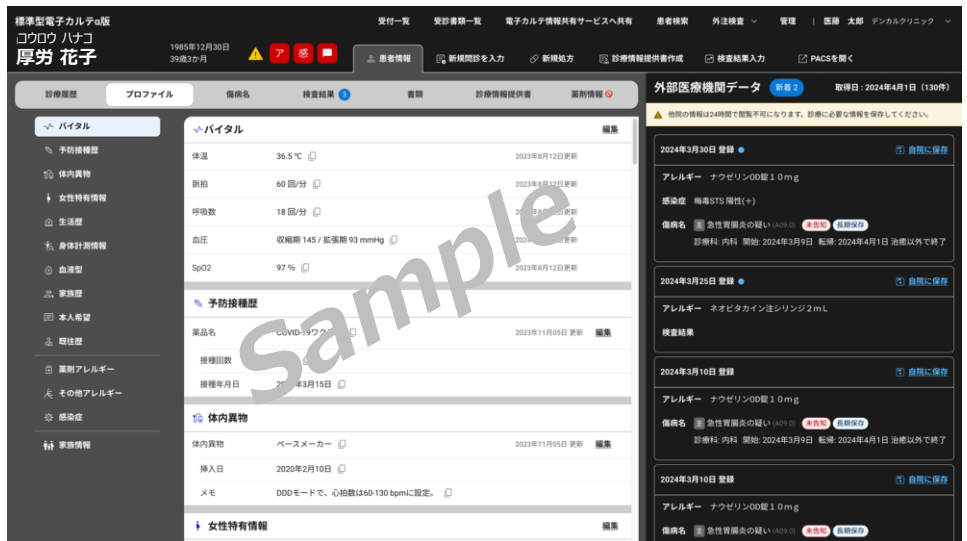 標準型電子カルテα版
受付一覧 受診書類一覧 電子カルテ情報共有サービスへ共有 患者検索 外注検査 管理 | 医藤 太郎 デンカルクリニック
コウロウ ハナコ
厚労 花子
1985年12月30日
39歳3か月
ア 感
患者情報 新規問診を入力 新規処方 診療情報提供書作成 検査結果入力 PACSを開く
診療履歴 プロファイル 傷病名 検査結果 3 書類 診療情報提供書 薬剤情報
バイタル
予防接種歴
体内異物
女性特有情報
生活歴
身体計測情報
血液型
家族歴
本人希望
既往歴
薬剤アレルギー
その他アレルギー
感染症
家族情報
バイタル 編集
体温 36.5 ℃ 2023年8月12日更新
脈拍 60 回/分 2023年8月12日更新
呼吸数 18 回/分
血圧 収縮期 145 / 拡張期 93 mmHg
SpO2 97 % 2023年8月12日更新
予防接種歴
薬品名 2023年11月05日 更新 編集
接種回数
接種年月日
体内異物
体内異物 ペースメーカー 2023年11月05日 更新 編集
挿入日 2020年2月10日
メモ DDDモードで、心拍数は60-130 bpmに設定。
女性特有情報 編集
Sample
外部医療機関データ 新着 2 取得日：2024年4月1日（130件）
他院の情報は24時間で閲覧不可になります。診療に必要な情報を保存してください。
2024年3月30日 登録 自院に保存
アレルギー ナウゼリンOD錠１０ｍｇ
感染症 梅毒STS 陽性(+)
傷病名 主 急性胃腸炎の疑い (A09.0) 未告知 長期保存
診療科: 内科 開始: 2024年3月9日 転帰: 2024年4月1日 治癒以外で終了
2024年3月25日 登録 自院に保存
アレルギー ネオビタカイン注シリンジ２ｍＬ
検査結果
2024年3月10日 登録 自院に保存
アレルギー ナウゼリンOD錠１０ｍｇ
傷病名 主 急性胃腸炎の疑い (A09.0) 未告知 長期保存
診療科: 内科 開始: 2024年3月9日 転帰: 2024年4月1日 治癒以外で終了
2024年3月10日 登録 自院に保存
アレルギー ナウゼリンOD錠１０ｍｇ
傷病名 主 急性胃腸炎の疑い (A09.0) 未告知 長期保存